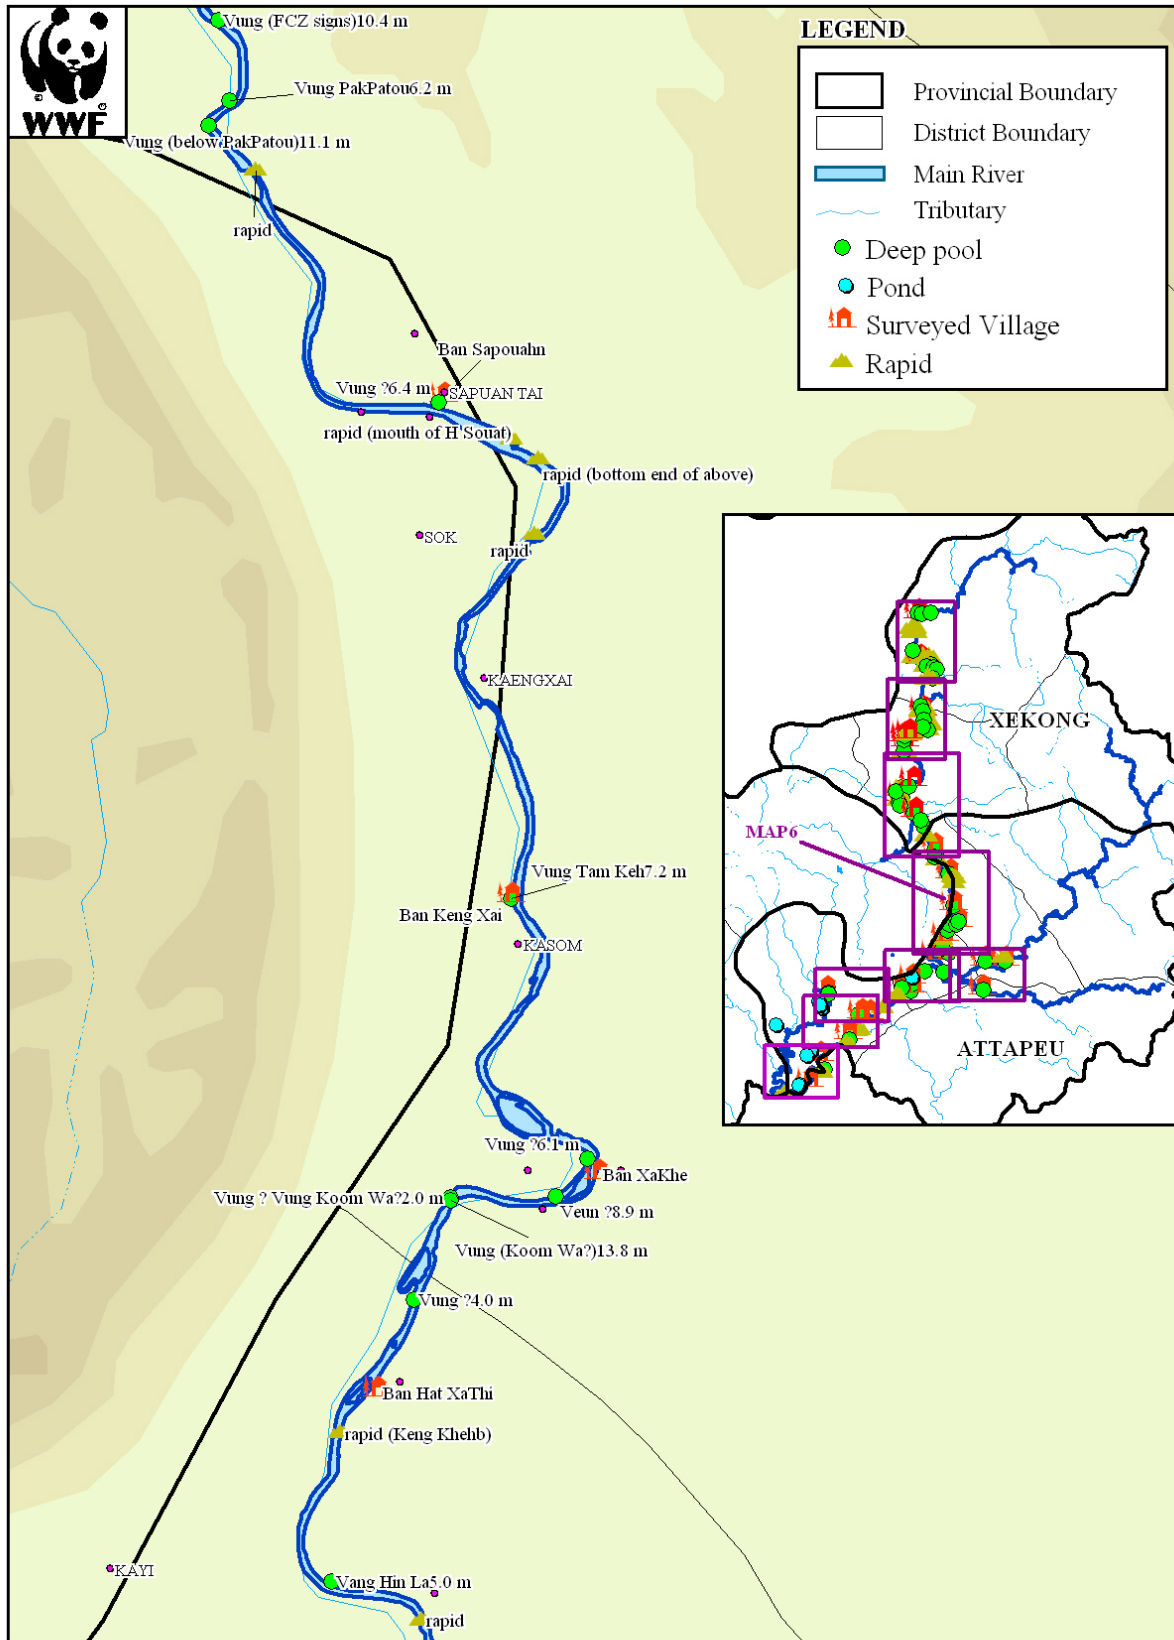 WWF
Vung (FCZ signs)10.4 m
Vung PakPatou6.2 m
Vung (below PakPatou)11.1 m
rapid
Ban Sapouahn
Vung ?6.4 m
SAPUAN TAI
rapid (mouth of H Souat)
rapid (bottom end of above)
SOK
rapid
KAENGXAI
Vung Tam Keh7.2 m
Ban Keng Xai
KASOM
Vung ?6.1 m
Ban XaKhe
Vung ? Vung Koom Wa?2.0 m
Veun ?8.9 m
Vung (Koom Wa?)13.8 m
Vung ?4.0 m
Ban Hat XaThi
rapid (Keng Khehb)
KAYI
Vang Hin La5.0 m
rapid
LEGEND
Provincial Boundary
District Boundary
Main River
Tributary
Deep pool
Pond
Surveyed Village
Rapid
XEKONG
MAP6
ATTAPEU